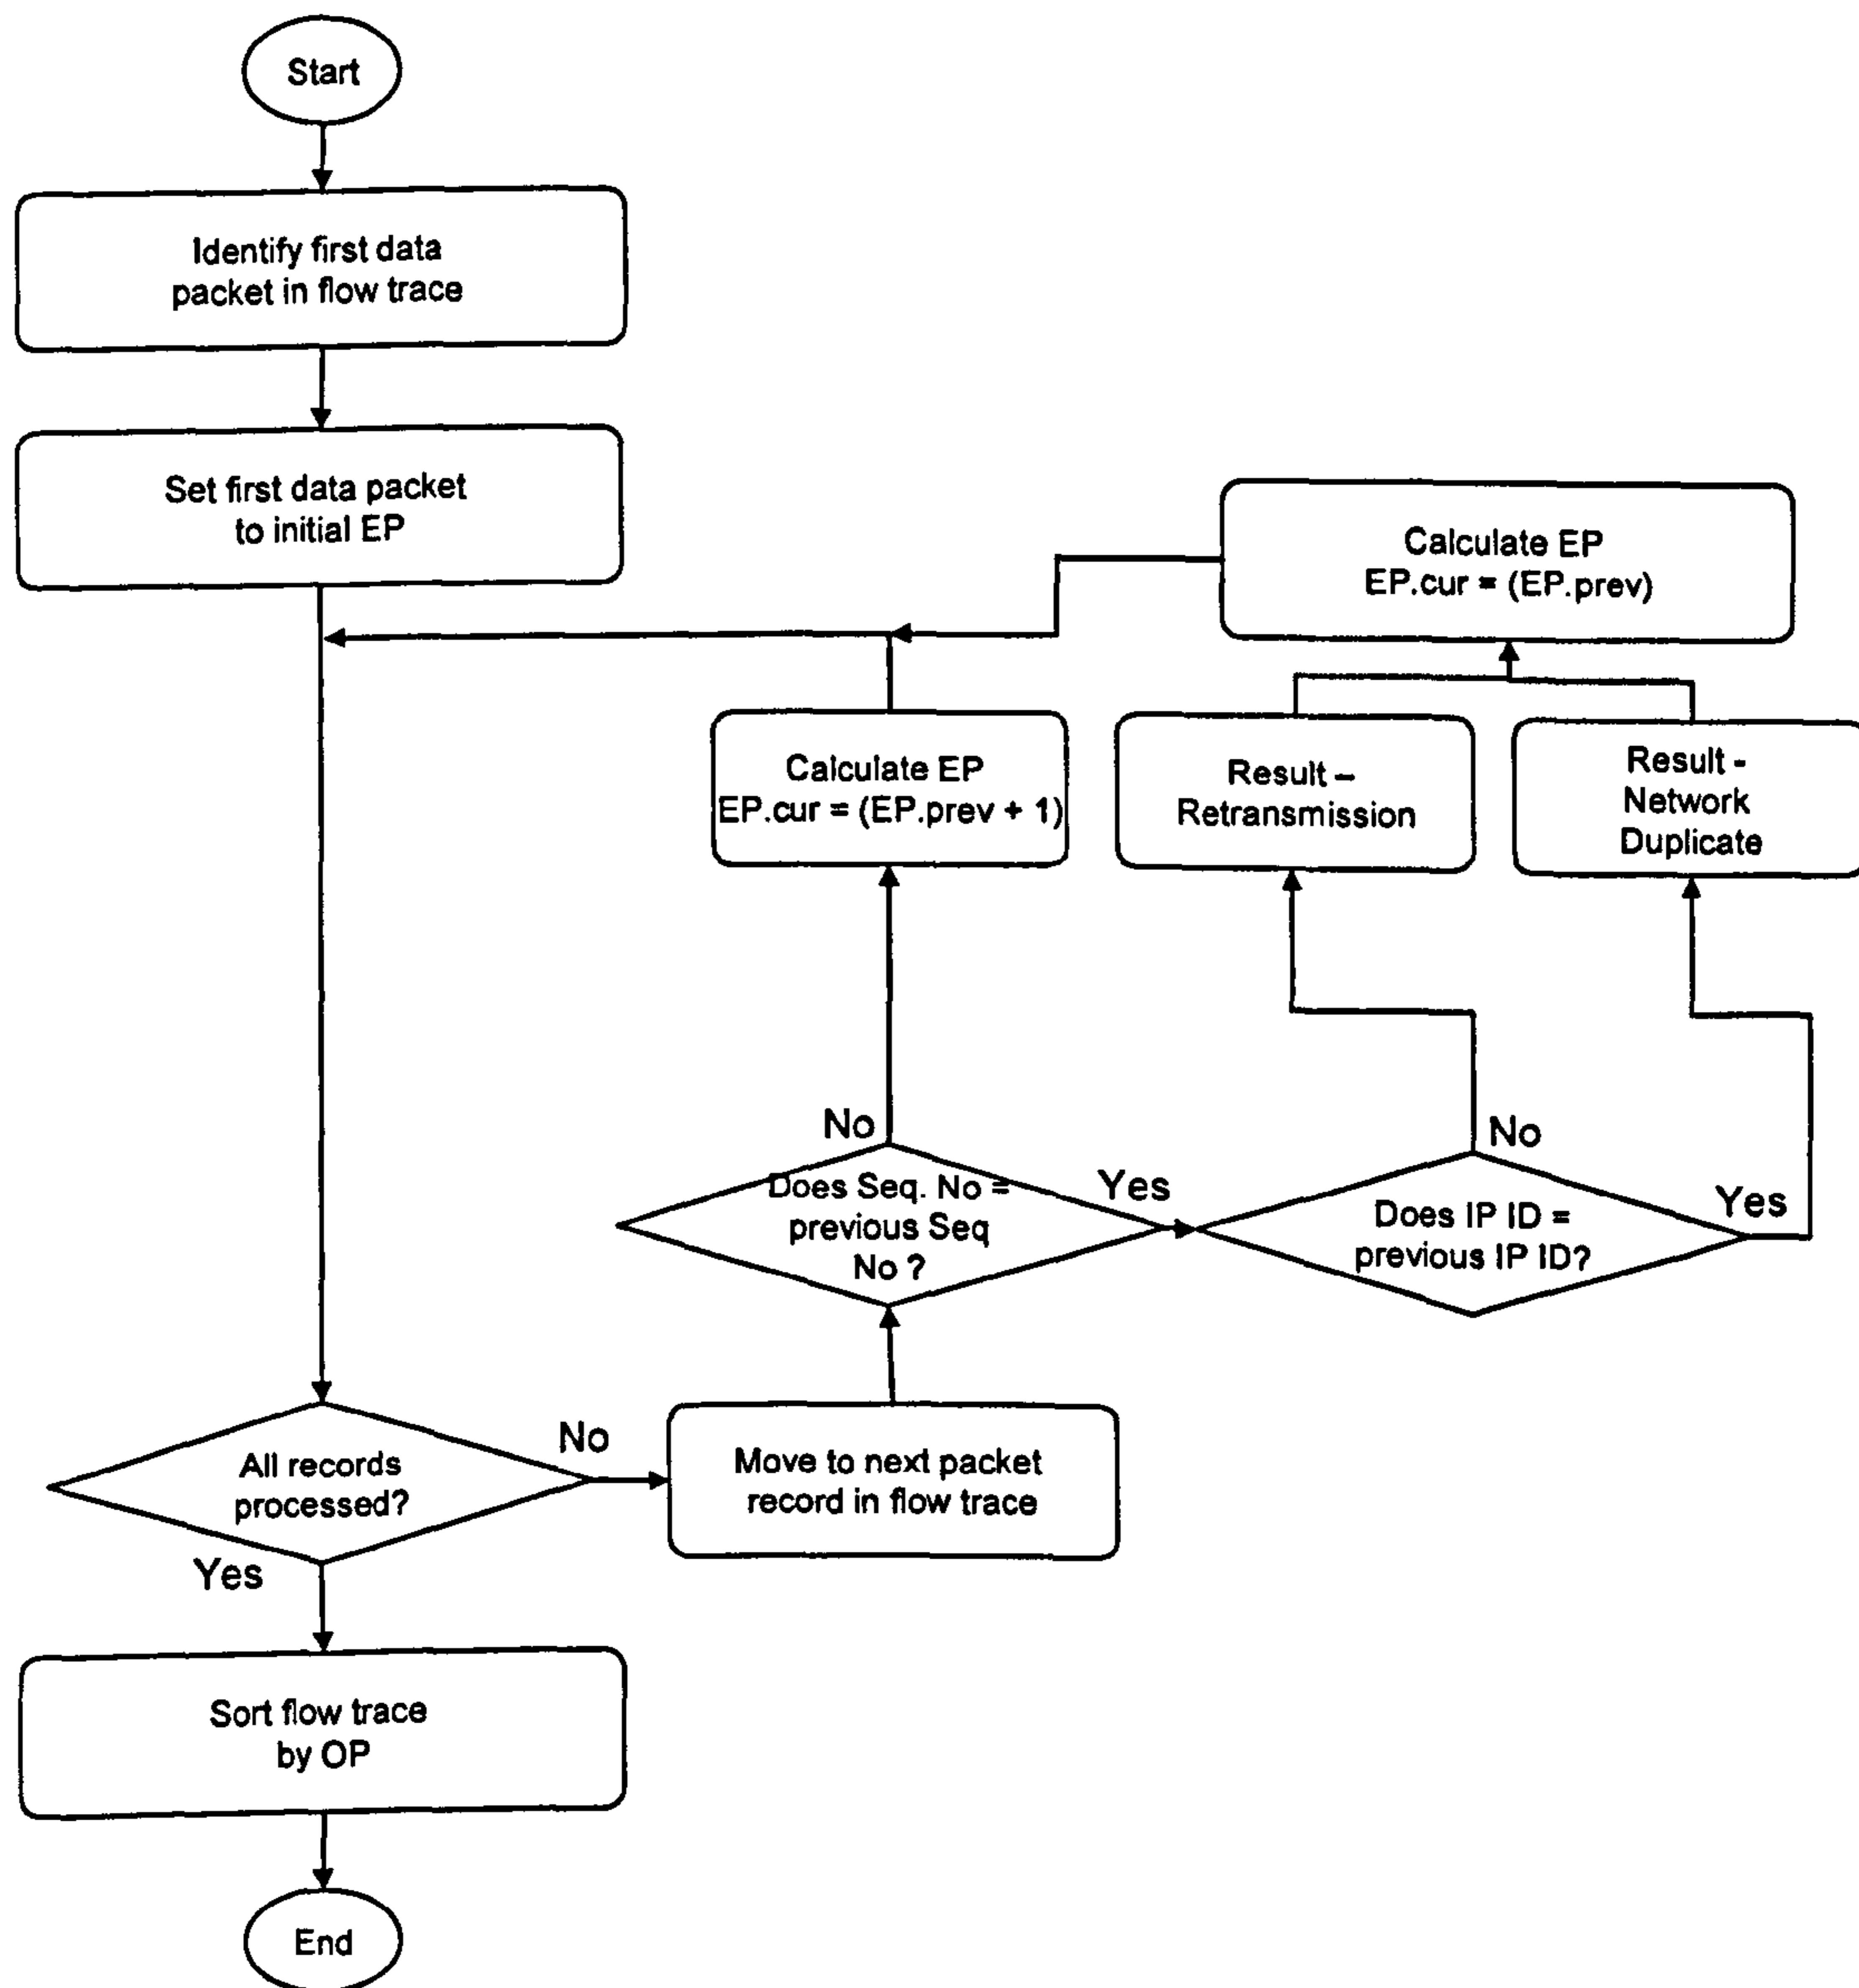 Start
Identify first data
packet in flow trace
Set first data packet
to initial EP
Calculate EP
EP.cur = (EP.prev)
Calculate EP
EP.cur = (EP.prev + 1)
Result –
Retransmission
Result -
Network
Duplicate
No
Does Seq. No =
previous Seq
No ?
Yes
No
Does IP ID =
previous IP ID?
Yes
All records
processed?
No
Move to next packet
record in flow trace
Yes
Sort flow trace
by OP
End